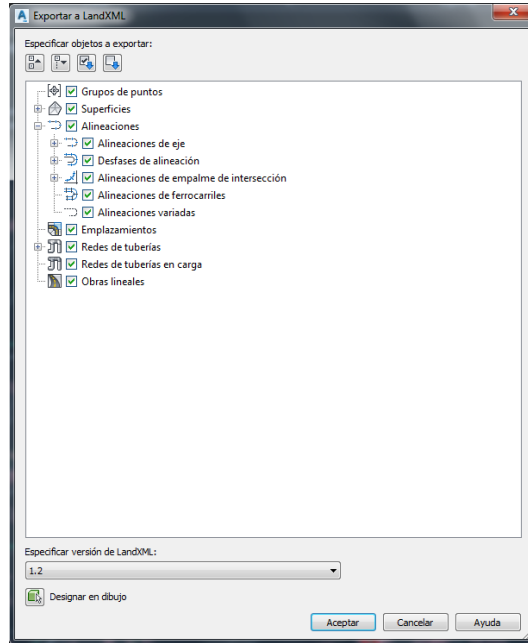 Exportar a LandXML
Especificar objetos a exportar:
Grupos de puntos
Superficies
Alineaciones
Alineaciones de eje
Desfases de alineación
Alineaciones de empalme de intersección
Alineaciones de ferrocarriles
Alineaciones variadas
Emplazamientos
Redes de tuberías
Redes de tuberías en carga
Obras lineales
Especificar versión de LandXML:
1.2
Designar en dibujo
Aceptar Cancelar Ayuda